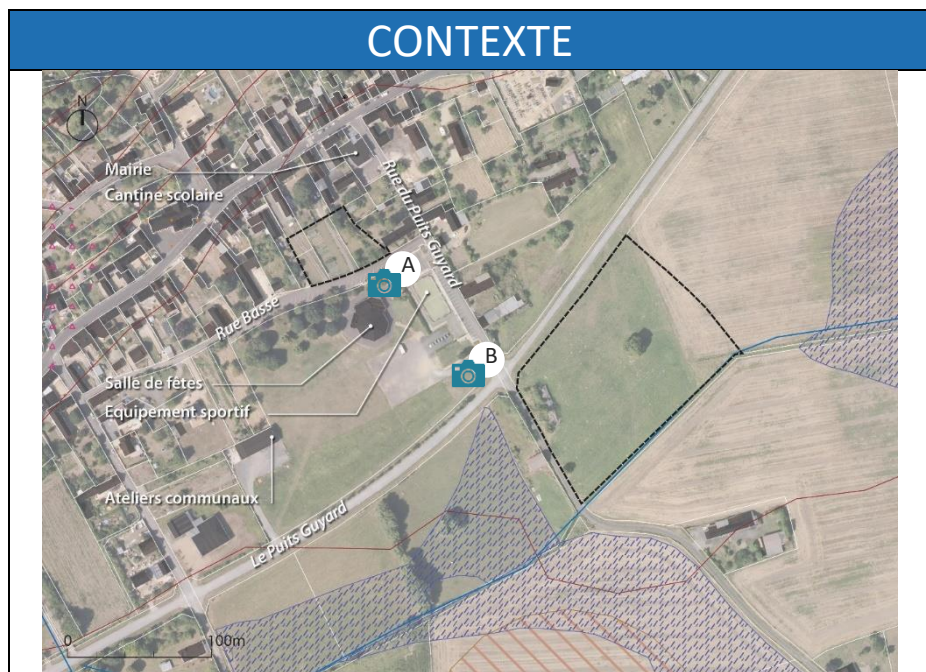 CONTEXTE
N
Mairie
Cantine scolaire
Rue du Puits Guyard
A
Rue Basse
B
Salle de fêtes
Equipement sportif
Ateliers communaux
Le Puits Guyard
0
100m